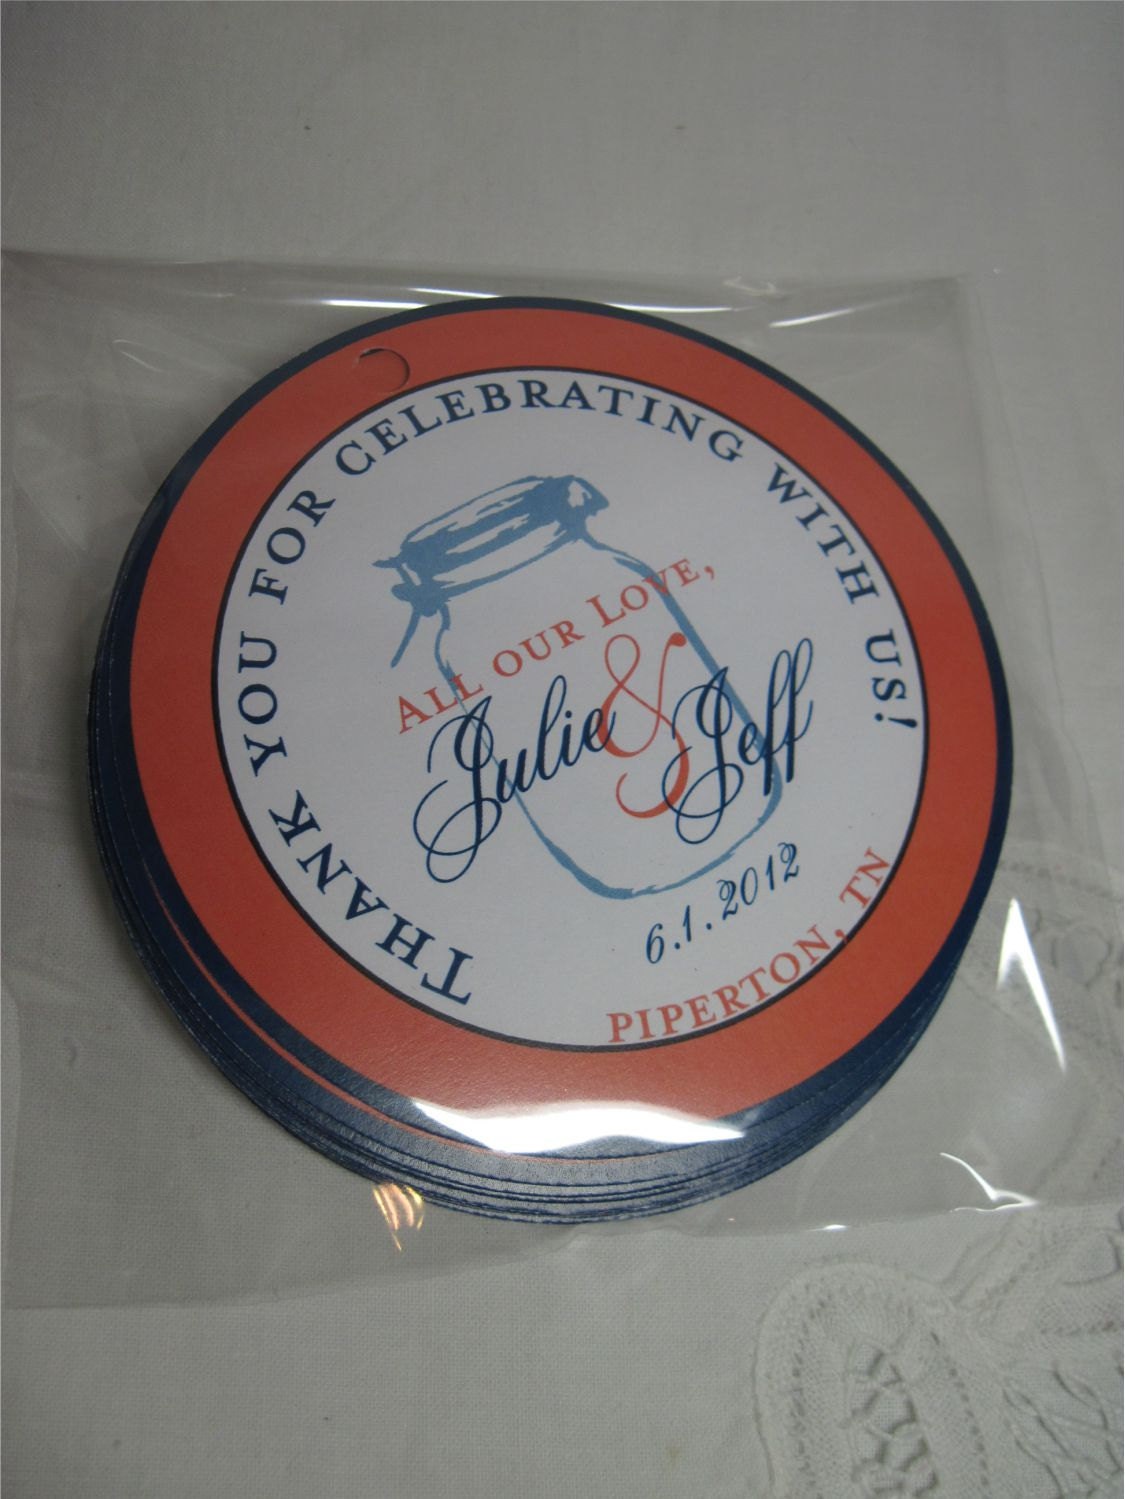 THANK YOU FOR CELEBRATING WITH US!
ALL OUR LOVE,
Julie & Jeff
6.1.2012
PIPERTON, TN